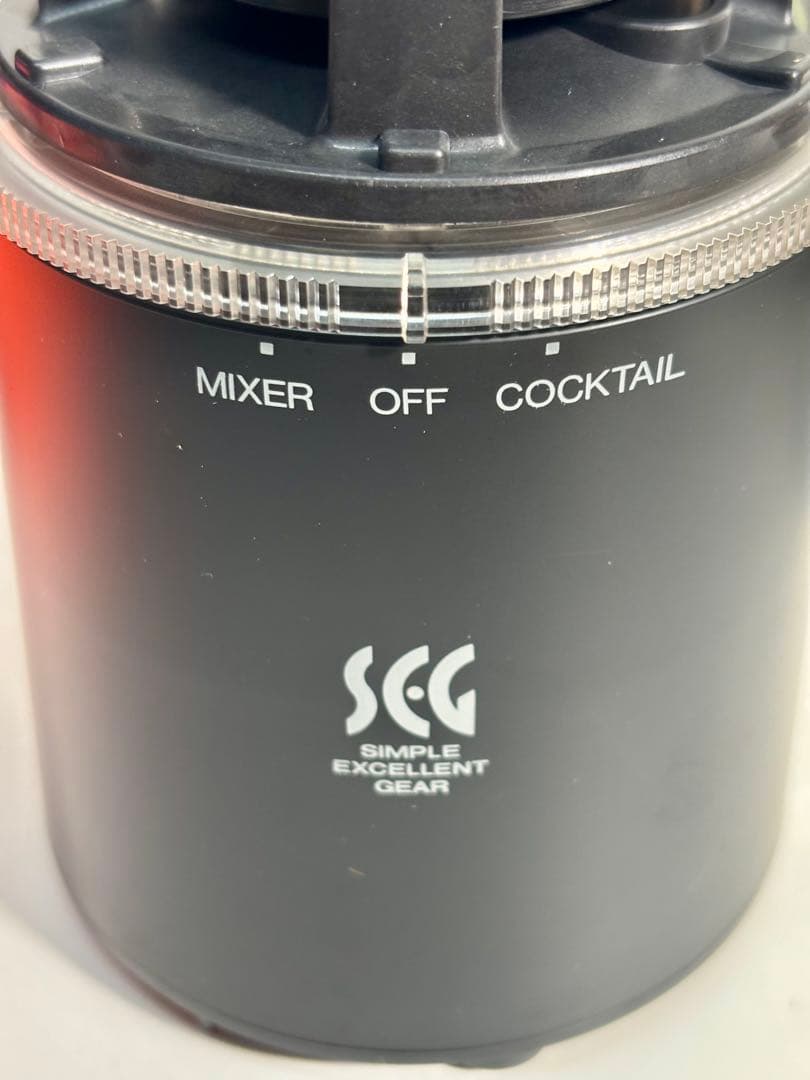 MIXER OFF COCKTAIL
SEG
SIMPLE
EXCELLENT
GEAR